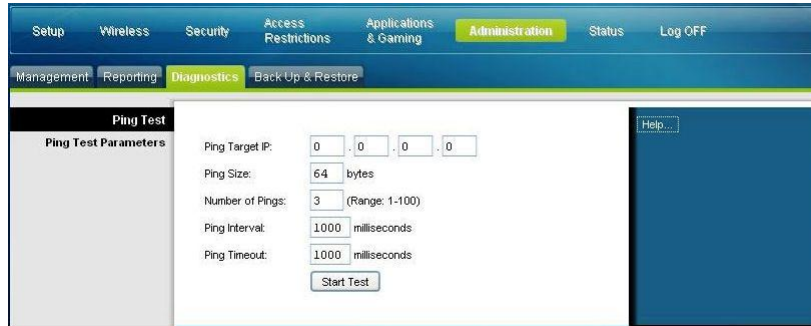 Setup Wireless Security Access Restrictions Applications & Gaming Administration Status Log OFF
Management Reporting Diagnostics Back Up & Restore
Ping Test
Help...
Ping Test Parameters
Ping Target IP: 0 . 0 . 0 . 0
Ping Size: 64 bytes
Number of Pings: 3 (Range: 1-100)
Ping Interval: 1000 milliseconds
Ping Timeout: 1000 milliseconds
Start Test